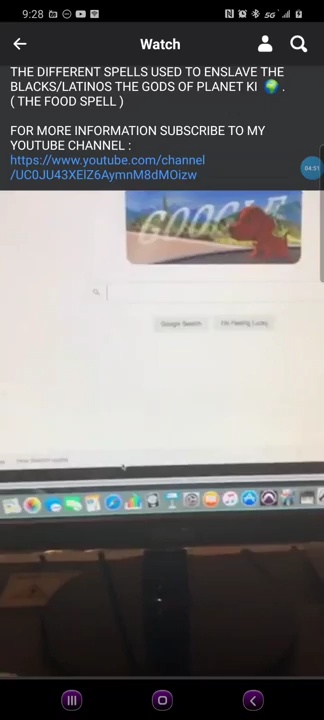 9:28
5G
Watch
THE DIFFERENT SPELLS USED TO ENSLAVE THE
BLACKS/LATINOS THE GODS OF PLANET KI 🌍 .
( THE FOOD SPELL )
FOR MORE INFORMATION SUBSCRIBE TO MY
YOUTUBE CHANNEL :
https://www.youtube.com/channel
/UC0JU43XElZ6AymnM8dMOizw
04:51
GOOGLE
Google Search I'm Feeling Lucky